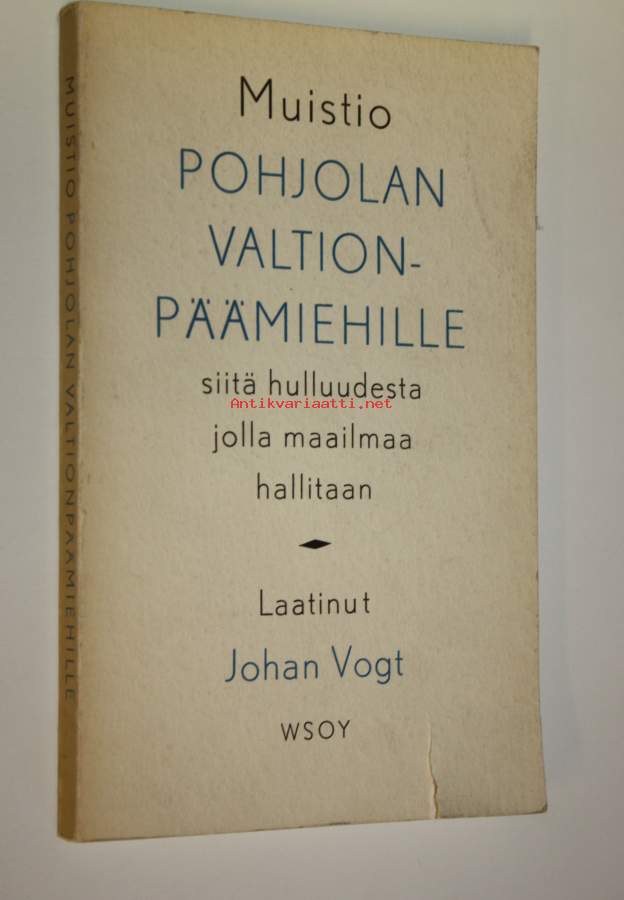 MUISTIO POHJOLAN VALTIONPÄÄMIEHILLE
Muistio
POHJOLAN
VALTION-
PÄÄMIEHILLE
siitä hulluudesta
Antikvariaatti.net
jolla maailmaa
hallitaan
Laatinut
Johan Vogt
WSOY